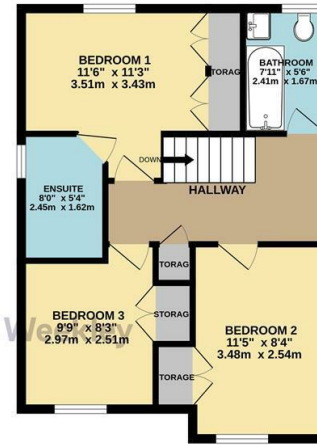 BEDROOM 1
11'6" x 11'3"
3.51m x 3.43m
TORAG
BATHROOM
7'11" x 5'6"
2.41m x 1.67m
DOWN
HALLWAY
ENSUITE
8'0" x 5'4"
2.45m x 1.62m
TORAG
BEDROOM 3
9'9" x 8'3"
2.97m x 2.51m
STORAG
BEDROOM 2
11'5" x 8'4"
3.48m x 2.54m
STORAGE